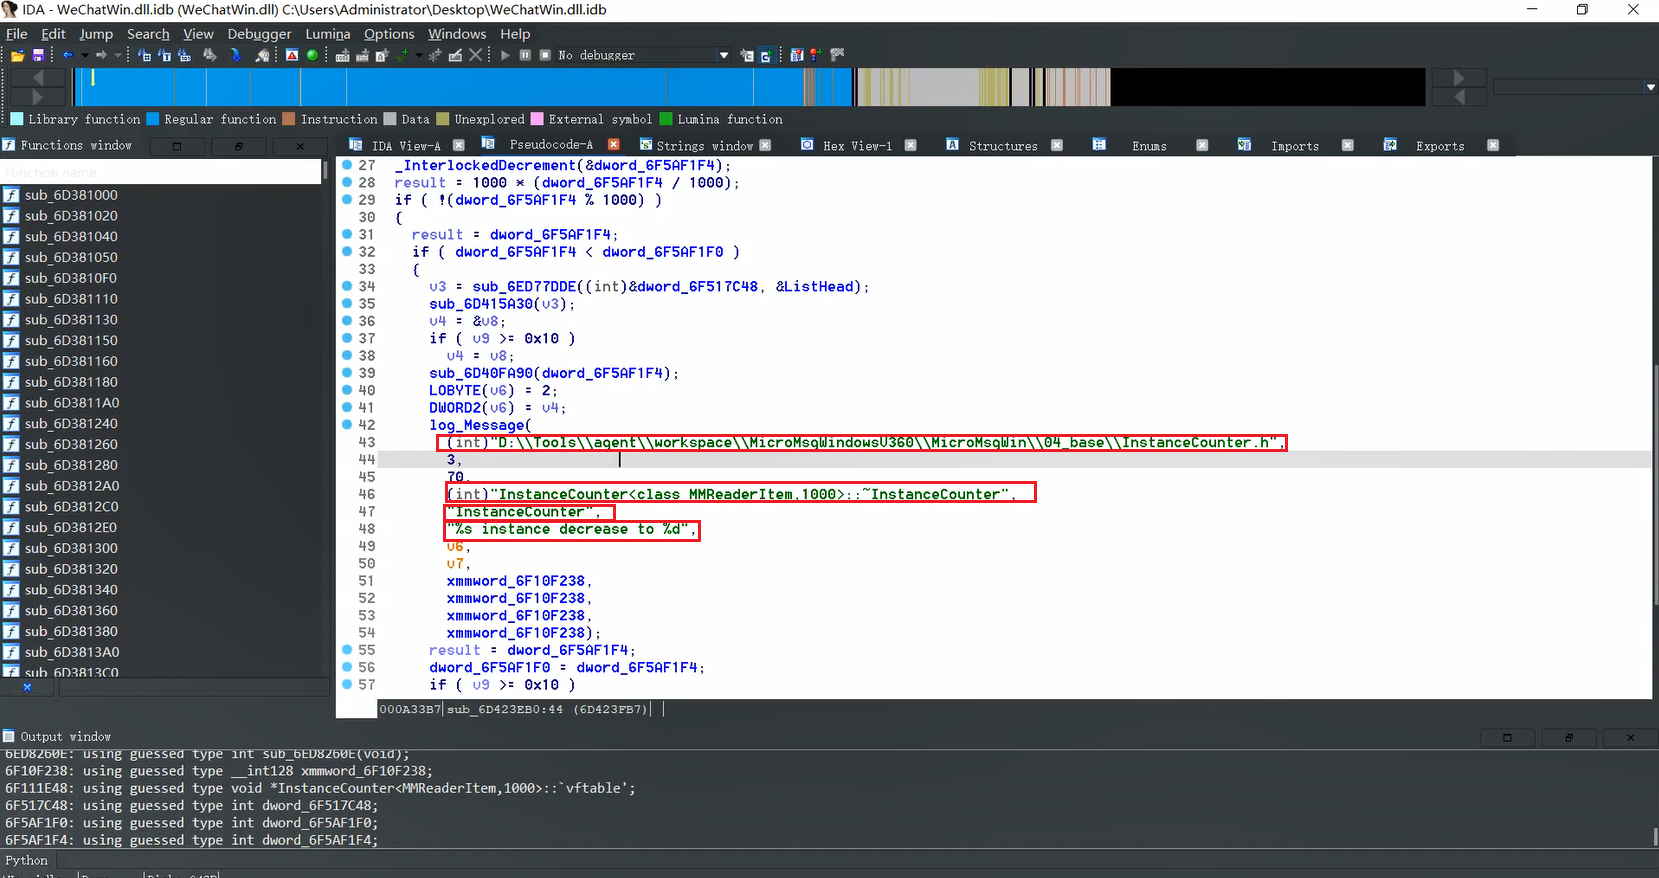 IDA - WeChatWin.dll.idb (WeChatWin.dll) C:\Users\Administrator\Desktop\WeChatWin.dll.idb
File Edit Jump Search View Debugger Lumina Options Windows Help
No debugger
Library function Regular function Instruction Data Unexplored External symbol Lumina function
Functions window
IDA View-A Pseudocode-A Strings window Hex View-1 Structures Enums Imports Exports
Function name
sub_6D381000
sub_6D381020
sub_6D381040
sub_6D381050
sub_6D3810F0
sub_6D381110
sub_6D381130
sub_6D381150
sub_6D381160
sub_6D381180
sub_6D3811A0
sub_6D381240
sub_6D381260
sub_6D381280
sub_6D3812A0
sub_6D3812C0
sub_6D3812E0
sub_6D381300
sub_6D381320
sub_6D381340
sub_6D381360
sub_6D381380
sub_6D3813A0
sub_6D3813C0
27 _InterlockedDecrement(&dword_6F5AF1F4);
28 result = 1000 * (dword_6F5AF1F4 / 1000);
29 if ( !(dword_6F5AF1F4 % 1000) )
30 {
31 result = dword_6F5AF1F4;
32 if ( dword_6F5AF1F4 < dword_6F5AF1F0 )
33 {
34 v3 = sub_6ED77DDE((int)&dword_6F517C48, &ListHead);
35 sub_6D415A30(v3);
36 v4 = &v8;
37 if ( v9 >= 0x10 )
38 v4 = v8;
39 sub_6D40FA90(dword_6F5AF1F4);
40 LOBYTE(v6) = 2;
41 DWORD2(v6) = v4;
42 log_Message(
43 (int)"D:\\Tools\\agent\\workspace\\MicroMsgWindowsV360\\MicroMsgWin\\04_base\\InstanceCounter.h",
44 3,
45 70,
46 (int)"InstanceCounter<class MMReaderItem,1000>::~InstanceCounter",
47 "InstanceCounter",
48 "%s instance decrease to %d",
49 v6,
50 v7,
51 xmmword_6F10F238,
52 xmmword_6F10F238,
53 xmmword_6F10F238,
54 xmmword_6F10F238);
55 result = dword_6F5AF1F4;
56 dword_6F5AF1F0 = dword_6F5AF1F4;
57 if ( v9 >= 0x10 )
000A33B7 sub_6D423EB0:44 (6D423FB7)
Output window
6ED8260E: using guessed type int sub_6ED8260E(void);
6F10F238: using guessed type __int128 xmmword_6F10F238;
6F111E48: using guessed type void *InstanceCounter<MMReaderItem,1000>::`vftable';
6F517C48: using guessed type int dword_6F517C48;
6F5AF1F0: using guessed type int dword_6F5AF1F0;
6F5AF1F4: using guessed type int dword_6F5AF1F4;
Python